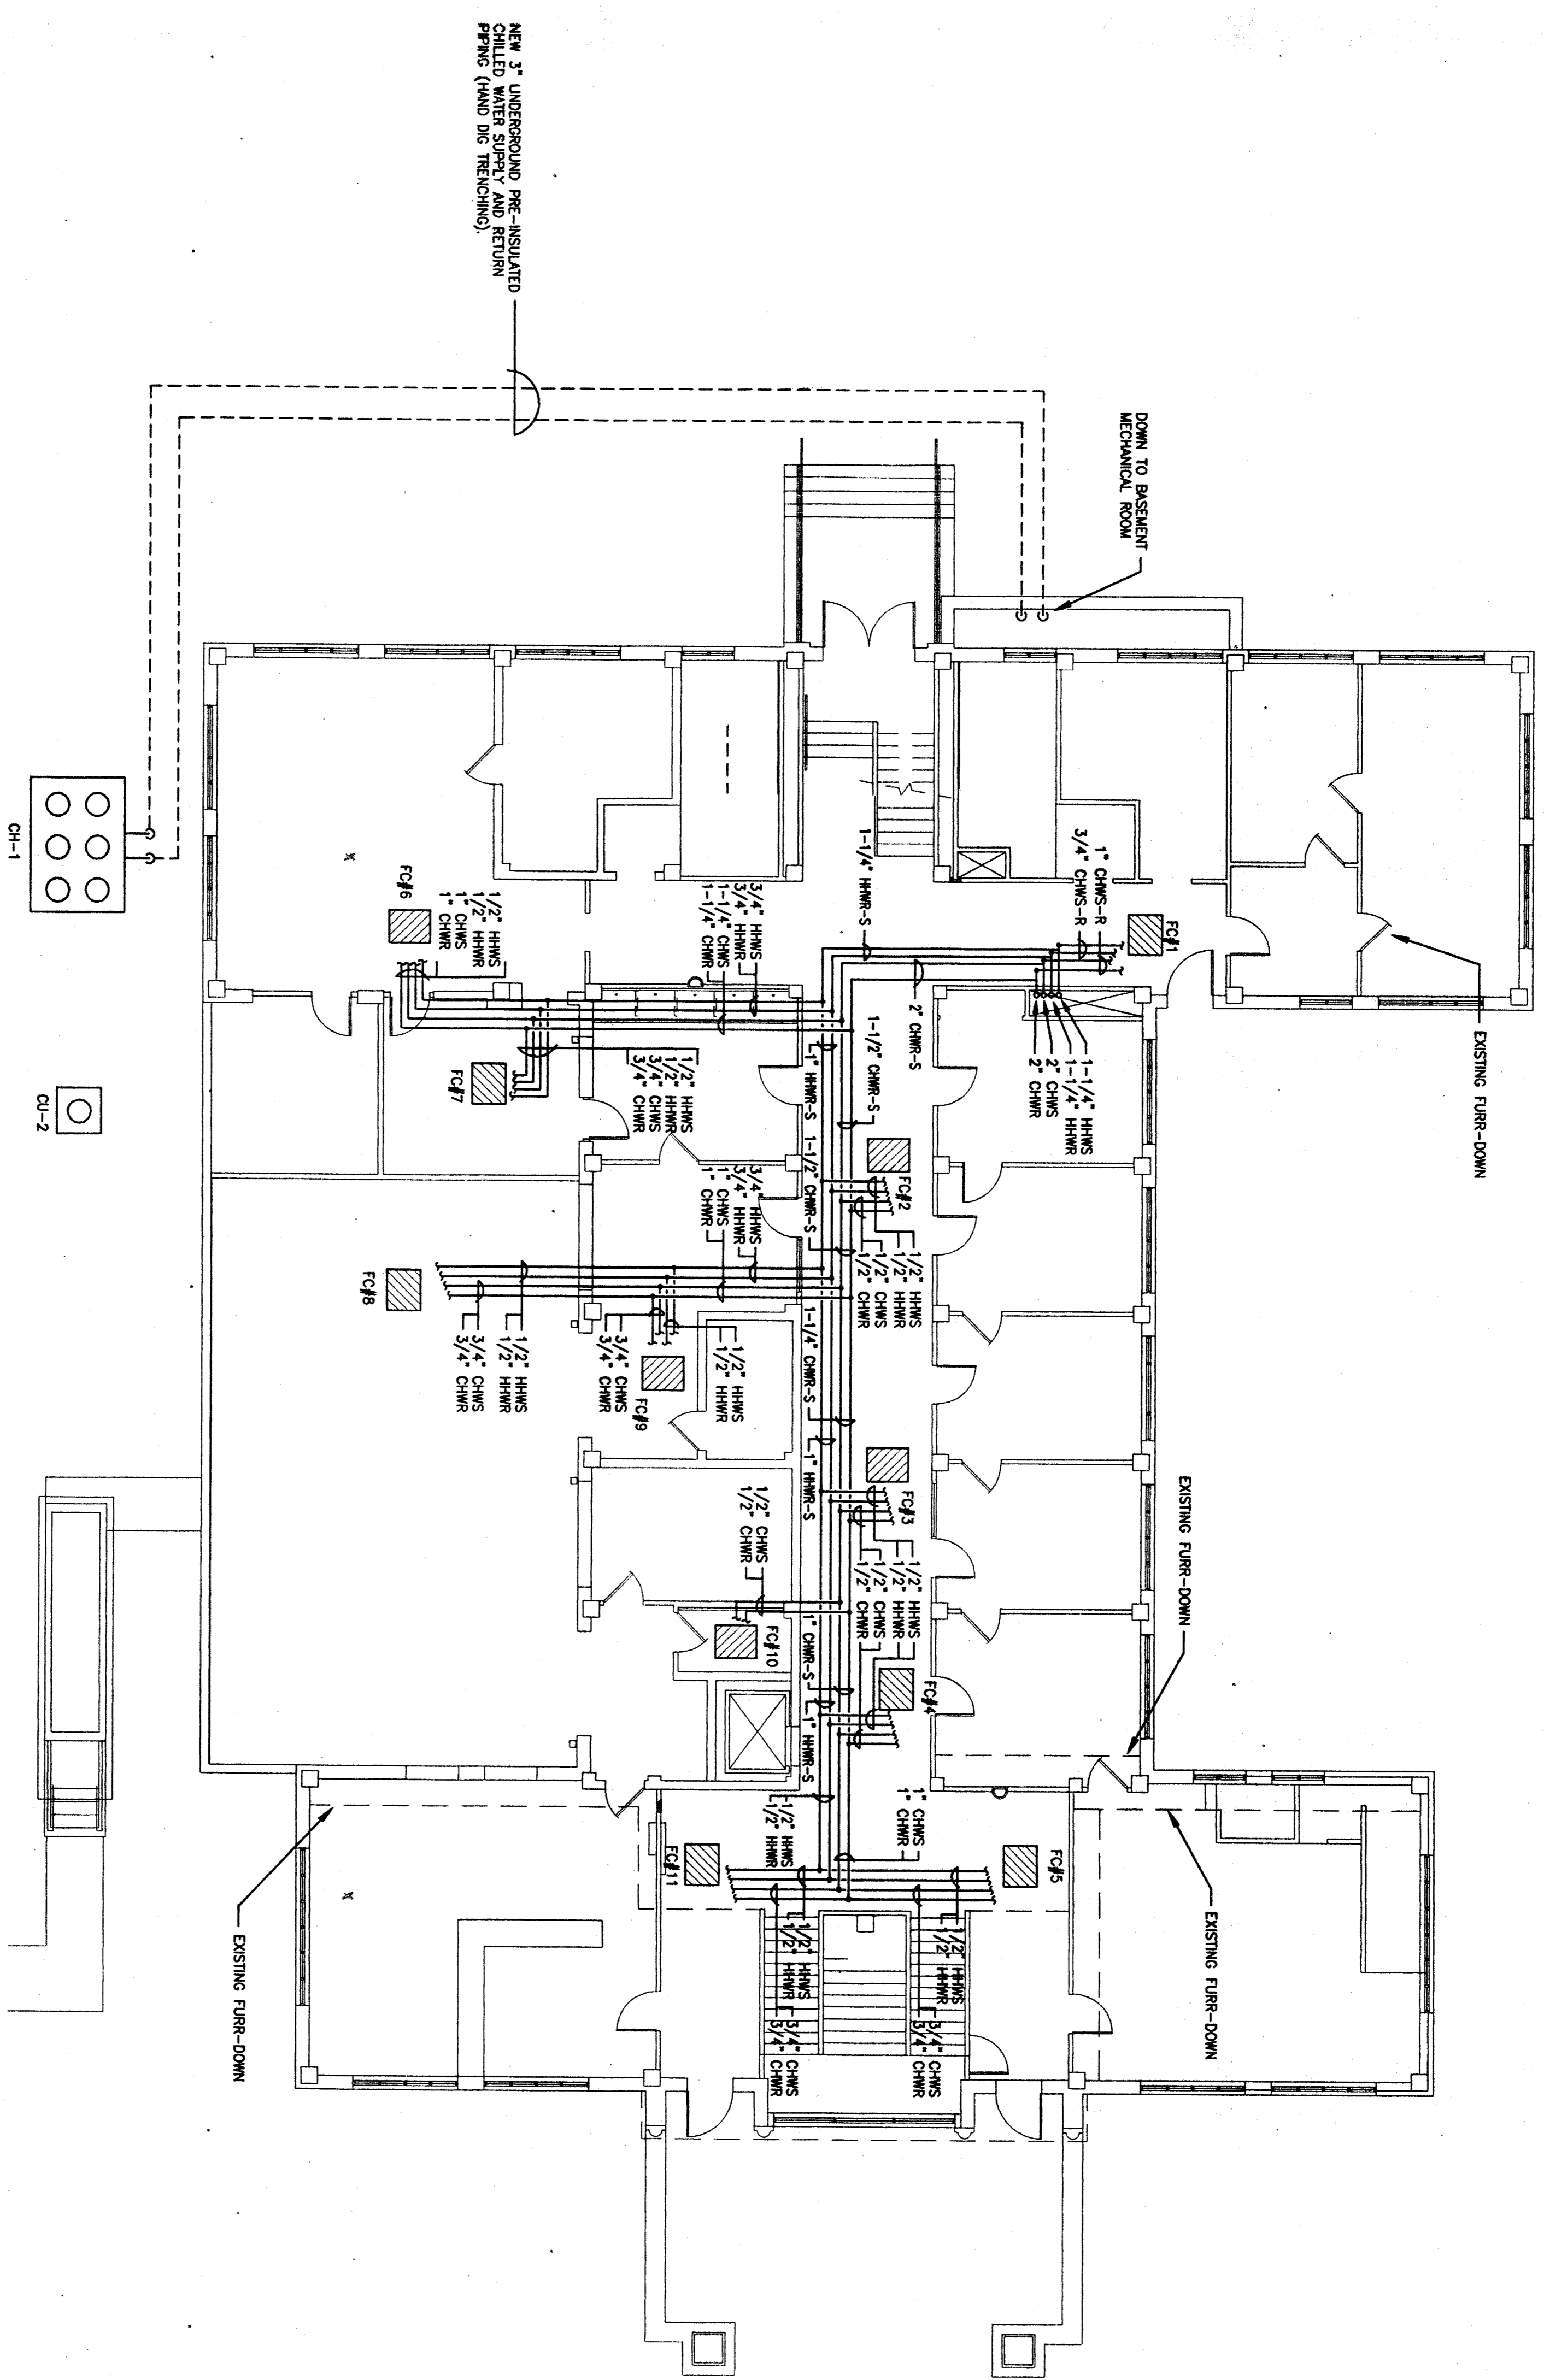 EXISTING FURR-DOWN
EXISTING FURR-DOWN
EXISTING FURR-DOWN
DOWN TO BASEMENT
MECHANICAL ROOM
FC#1
1" CHWS-R
3/4" CHWS-R
1-1/4" HHWS
1-1/4" HHWR
2" CHWS
2" CHWR
FC#5
1-1/4" HHWR-S
2" CHWR-S
1-1/2" CHWR-S
FC#2
1/2" HHWS
1/2" HHWR
1/2" CHWS
1/2" CHWR
FC#3
1/2" HHWS
1/2" HHWR
1/2" CHWS
1/2" CHWR
FC#4
1" CHWS
1" CHWR
1/2" HHWS
1/2" HHWR
3/4" CHWS
3/4" CHWR
1" HHWR-S
1-1/2" CHWR-S
1-1/4" CHWR-S
1" HHWR-S
1" CHWR-S
1" HHWR-S
3/4" HHWS
3/4" HHWR
1-1/4" CHWS
1-1/4" CHWR
3/4" HHWS
3/4" HHWR
1" CHWS
1" CHWR
1/2" CHWS
1/2" CHWR
FC#10
1/2" HHWS
1/2" HHWR
1/2" HHWS
1/2" HHWR
3/4" CHWS
3/4" CHWR
FC#11
1/2" HHWS
1/2" HHWR
3/4" CHWS
3/4" CHWR
1/2" HHWS
1/2" HHWR
3/4" CHWS
3/4" CHWR
FC#9
NEW 3" UNDERGROUND PRE-INSULATED
CHILLED WATER SUPPLY AND RETURN
PIPING (HAND DIG TRENCHING).
1/2" HHWS
1/2" HHWR
1" CHWS
1" CHWR
FC#6
FC#7
1/2" HHWS
1/2" HHWR
3/4" CHWS
3/4" CHWR
FC#8
EXISTING FURR-DOWN
CH-1
CU-2